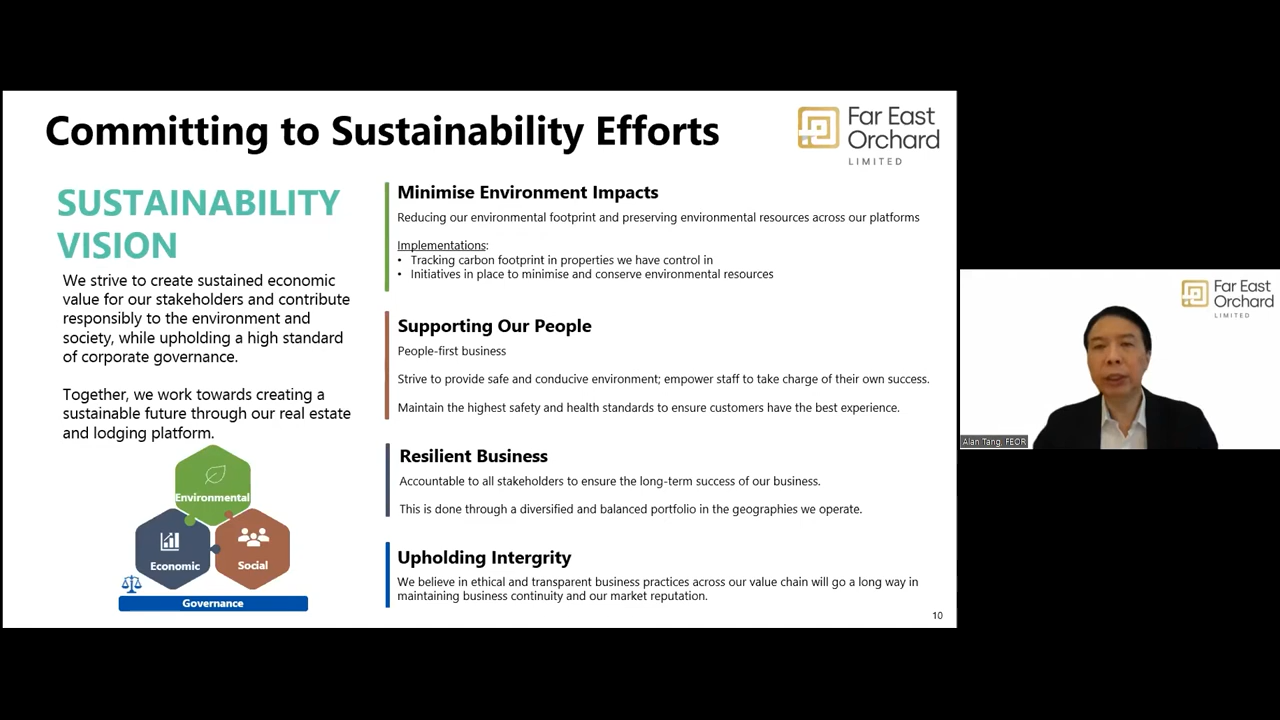 Committing to Sustainability Efforts
Far East
Orchard
LIMITED
SUSTAINABILITY
VISION
We strive to create sustained economic
value for our stakeholders and contribute
responsibly to the environment and
society, while upholding a high standard
of corporate governance.
Together, we work towards creating a
sustainable future through our real estate
and lodging platform.
Environmental
Economic
Social
Governance
Minimise Environment Impacts
Reducing our environmental footprint and preserving environmental resources across our platforms
Implementations:
• Tracking carbon footprint in properties we have control in
• Initiatives in place to minimise and conserve environmental resources
Supporting Our People
People-first business
Strive to provide safe and conducive environment; empower staff to take charge of their own success.
Maintain the highest safety and health standards to ensure customers have the best experience.
Resilient Business
Accountable to all stakeholders to ensure the long-term success of our business.
This is done through a diversified and balanced portfolio in the geographies we operate.
Upholding Intergrity
We believe in ethical and transparent business practices across our value chain will go a long way in
maintaining business continuity and our market reputation.
10
Far East
Orchard
LIMITED
Alan Tang, FEOR